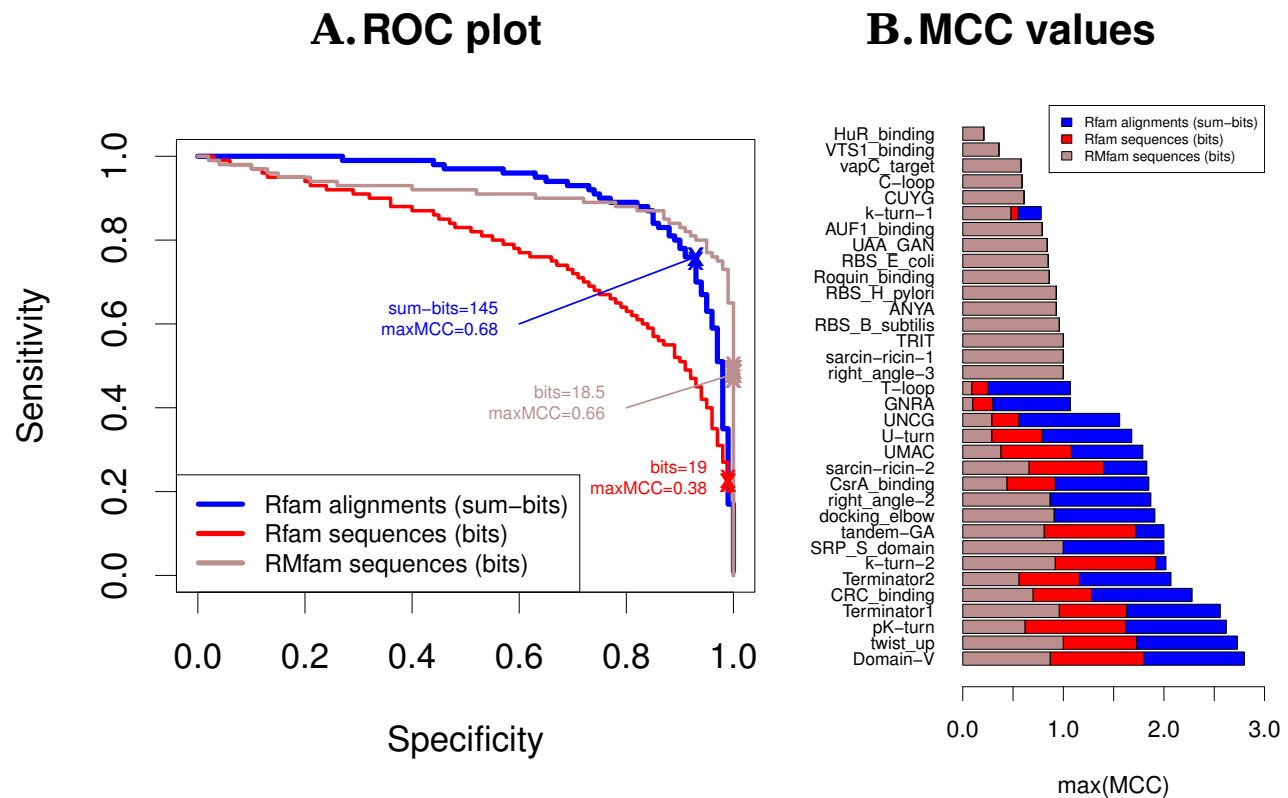 A. ROC plot
B. MCC values
Sensitivity
1.0
0.8
0.6
0.4
0.2
0.0
sum-bits=145
maxMCC=0.68
bits=18.5
maxMCC=0.66
bits=19
maxMCC=0.38
Rfam alignments (sum−bits)
Rfam sequences (bits)
RMfam sequences (bits)
0.0 0.2 0.4 0.6 0.8 1.0
Specificity
Rfam alignments (sum−bits)
Rfam sequences (bits)
RMfam sequences (bits)
HuR_binding
VTS1_binding
vapC_target
C−loop
CUYG
k−turn−1
AUF1_binding
UAA_GAN
RBS_E_coli
Roquin_binding
RBS_H_pylori
ANYA
RBS_B_subtilis
TRIT
sarcin−ricin−1
right_angle−3
T−loop
GNRA
UNCG
U−turn
UMAC
sarcin−ricin−2
CsrA_binding
right_angle−2
docking_elbow
tandem−GA
SRP_S_domain
k−turn−2
Terminator2
CRC_binding
Terminator1
pK−turn
twist_up
Domain−V
0.0 1.0 2.0 3.0
max(MCC)